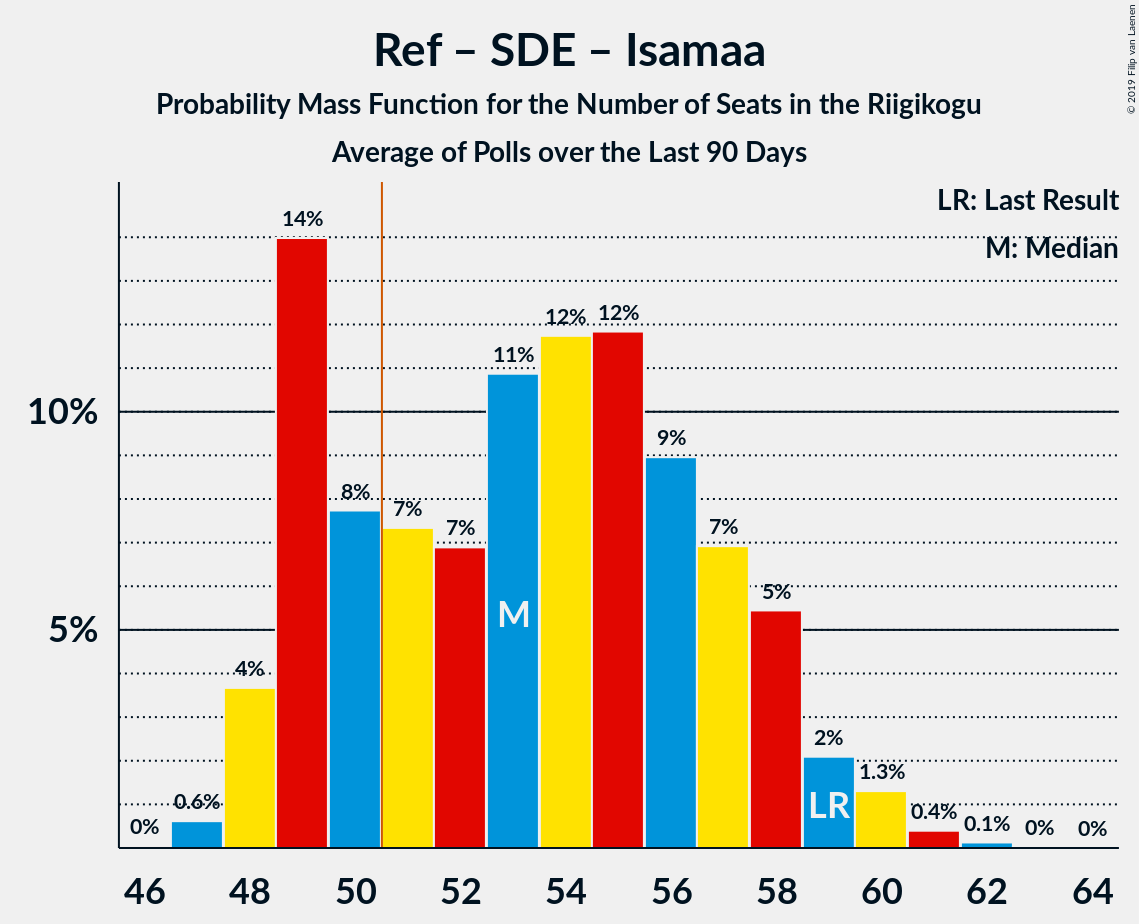 Ref – SDE – Isamaa
Probability Mass Function for the Number of Seats in the Riigikogu
Average of Polls over the Last 90 Days
© 2019 Filip van Laenen
LR: Last Result
M: Median
10%
5%
0%
0.6%
4%
14%
8%
7%
7%
11%
12%
12%
9%
7%
5%
2%
1.3%
0.4%
0.1%
0%
0%
M
LR
46 48 50 52 54 56 58 60 62 64